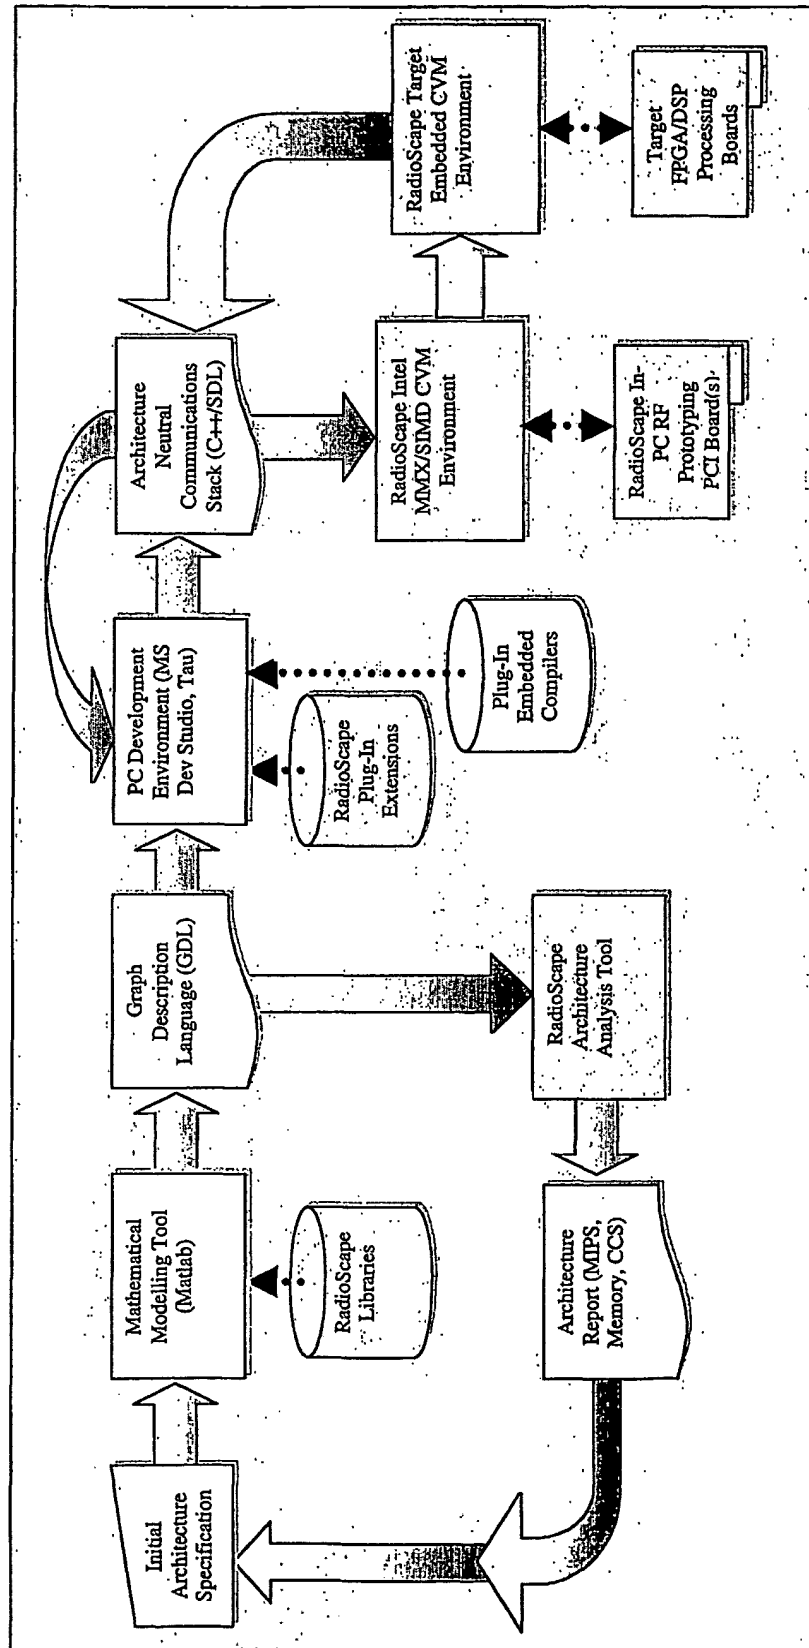 Initial
Architecture
Specification
Mathematical
Modelling Tool
(Matlab)
Graph
Description
Language (GDL)
PC Development
Environment (MS
Dev Studio, Tau)
Architecture
Neutral
Communications
Stack (C++/SDL)
RadioScape
Libraries
RadioScape
Plug-In
Extensions
Plug-In
Embedded
Compilers
RadioScape Intel
MMX/SIMD CVM
Environment
RadioScape Target
Embedded CVM
Environment
Architecture
Report (MIPS,
Memory, CCS)
RadioScape
Architecture
Analysis Tool
RadioScape In-
PC RF
Prototyping
PCI Board(s)
Target
FPGA/DSP
Processing
Boards